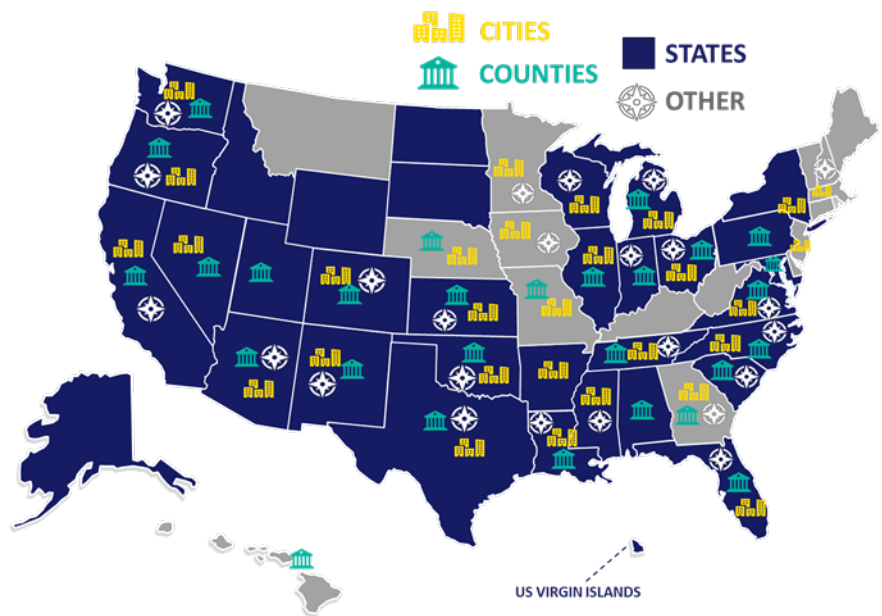 CITIES
COUNTIES
STATES
OTHER
US VIRGIN ISLANDS